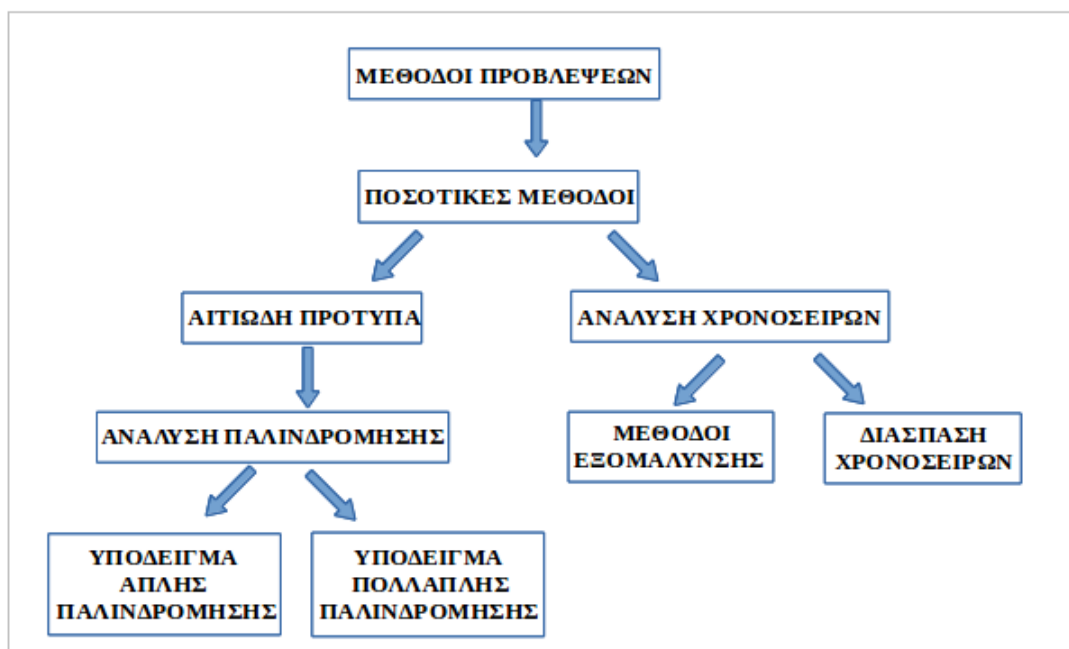 ΜΕΘΟΔΟΙ ΠΡΟΒΛΕΨΕΩΝ
ΠΟΣΟΤΙΚΕΣ ΜΕΘΟΔΟΙ
ΑΙΤΙΩΔΗ ΠΡΟΤΥΠΑ
ΑΝΑΛΥΣΗ ΧΡΟΝΟΣΕΙΡΩΝ
ΑΝΑΛΥΣΗ ΠΑΛΙΝΔΡΟΜΗΣΗΣ
ΜΕΘΟΔΟΙ
ΕΞΟΜΑΛΥΝΣΗΣ
ΔΙΑΣΠΑΣΗ
ΧΡΟΝΟΣΕΙΡΩΝ
ΥΠΟΔΕΙΓΜΑ
ΑΠΛΗΣ
ΠΑΛΙΝΔΡΟΜΗΣΗΣ
ΥΠΟΔΕΙΓΜΑ
ΠΟΛΛΑΠΛΗΣ
ΠΑΛΙΝΔΡΟΜΗΣΗΣ